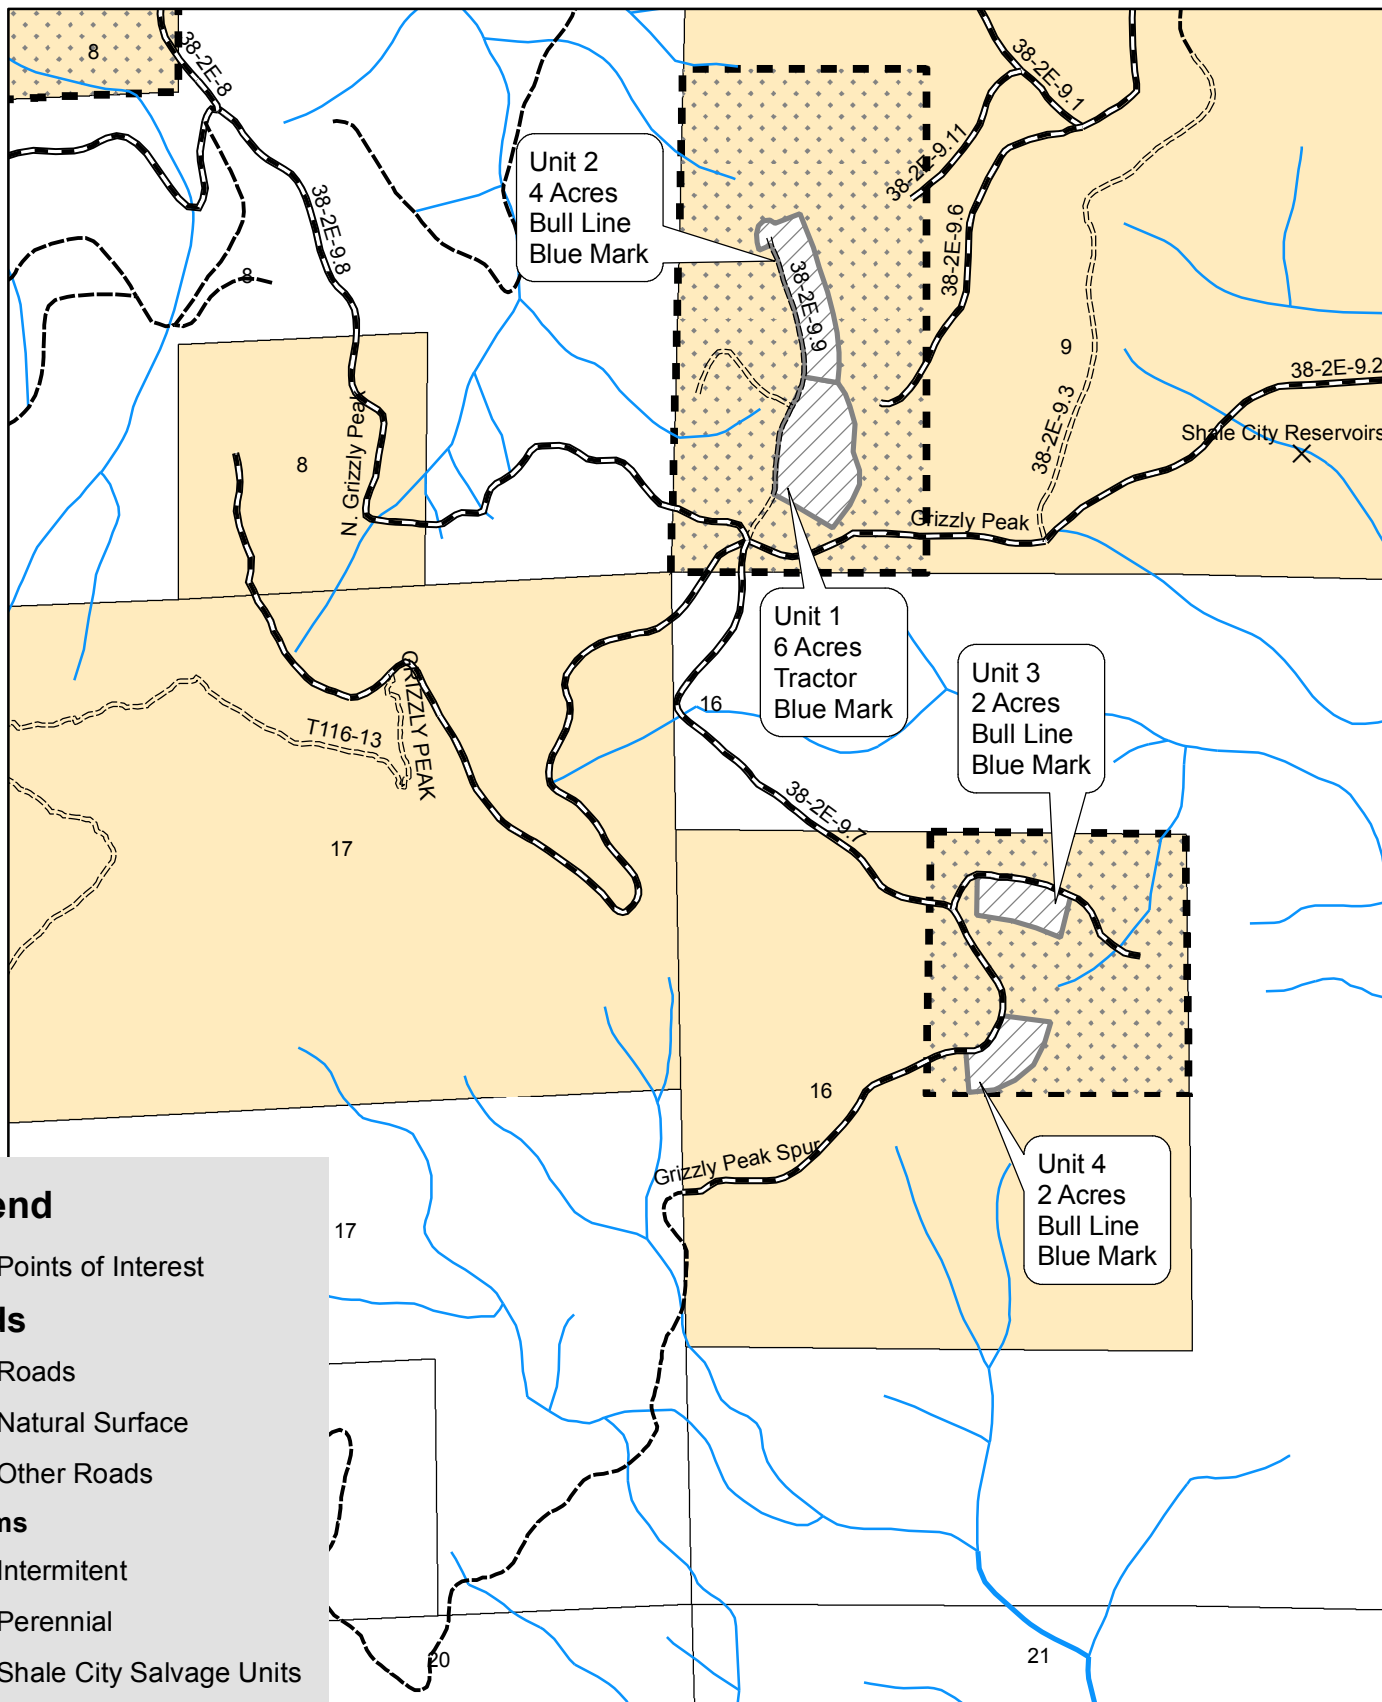 8
38-2E-8
38-2E-9.1
38-2E-9.11
Unit 2
4 Acres
Bull Line
Blue Mark
38-2E-9.8
38-2E-9.6
8
38-2E-9.9
9
38-2E-9.2
38-2E-9.3
Shale City Reservoirs
N. Grizzly Peak
8
Grizzly Peak
Unit 1
6 Acres
Tractor
Blue Mark
Unit 3
2 Acres
Bull Line
Blue Mark
16
GRIZZLY PEAK
T116-13
38-2E-9.7
17
16
Grizzly Peak Spur
Unit 4
2 Acres
Bull Line
Blue Mark
17
end
Points of Interest
ds
Roads
Natural Surface
Other Roads
ms
Intermitent
Perennial
Shale City Salvage Units
20
21